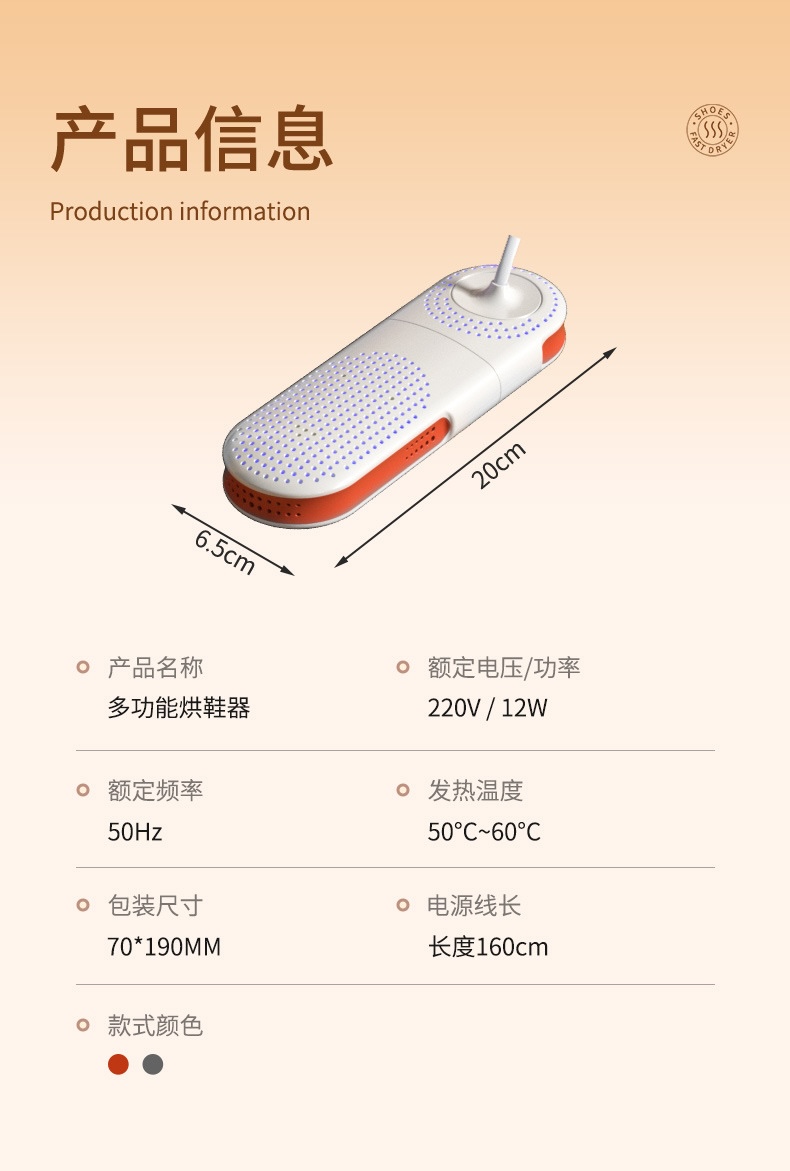 产品信息
Production information
SHOES
FAST DRYER
20cm
6.5cm
产品名称
多功能烘鞋器
额定电压/功率
220V / 12W
额定频率
50Hz
发热温度
50°C~60°C
包装尺寸
70*190MM
电源线长
长度160cm
款式颜色